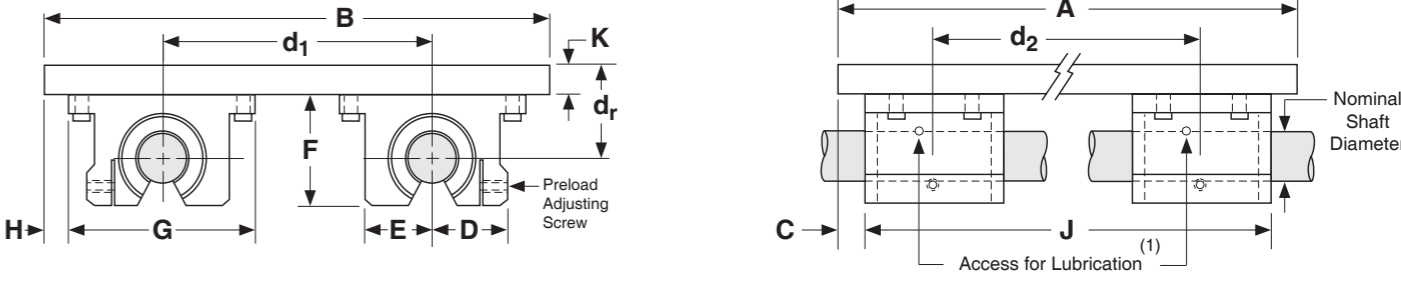 B
d1
K
dr
F
Preload
Adjusting
Screw
H
G
E
D
A
d2
Nominal
Shaft
Diameter
C
J
(1)
Access for Lubrication